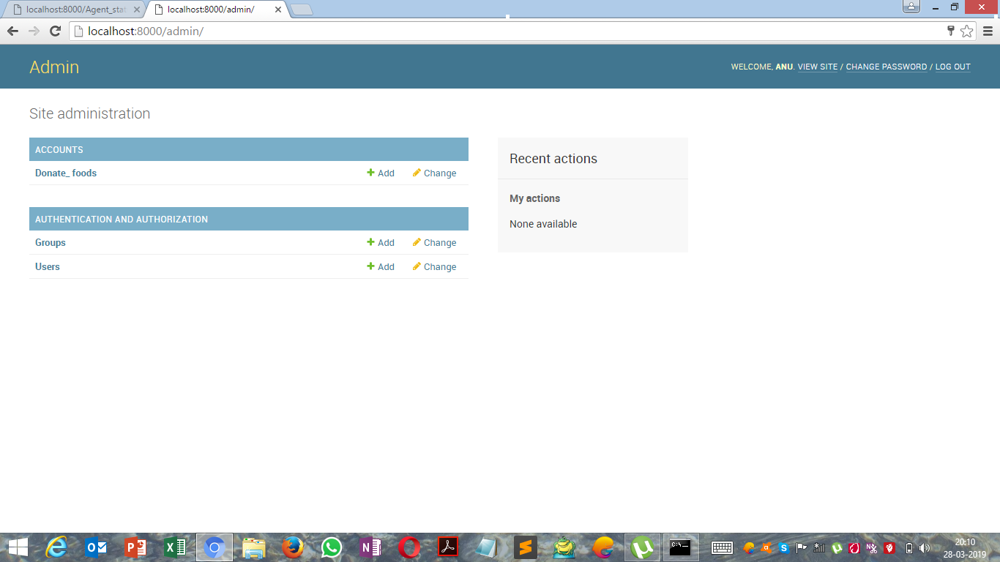 localhost:8000/Agent_stat
localhost:8000/admin/
localhost:8000/admin/
Admin
WELCOME, ANU. VIEW SITE / CHANGE PASSWORD / LOG OUT
Site administration
ACCOUNTS
Donate_ foods Add Change
AUTHENTICATION AND AUTHORIZATION
Groups Add Change
Users Add Change
Recent actions
My actions
None available
20:10
28-03-2019